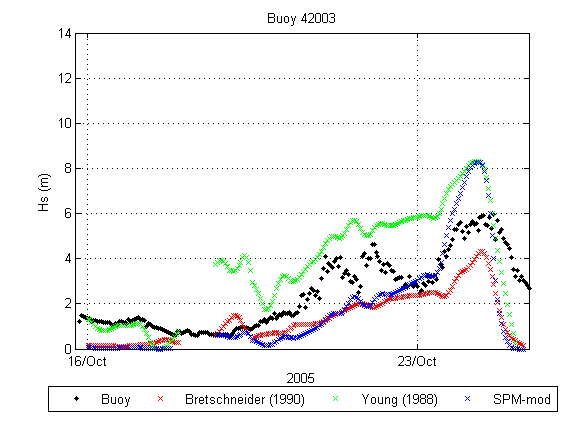 Buoy 42003
14
12
10
8
6
4
2
0
Hs (m)
16/Oct 23/Oct
2005
Buoy Bretschneider (1990) Young (1988) SPM-mod